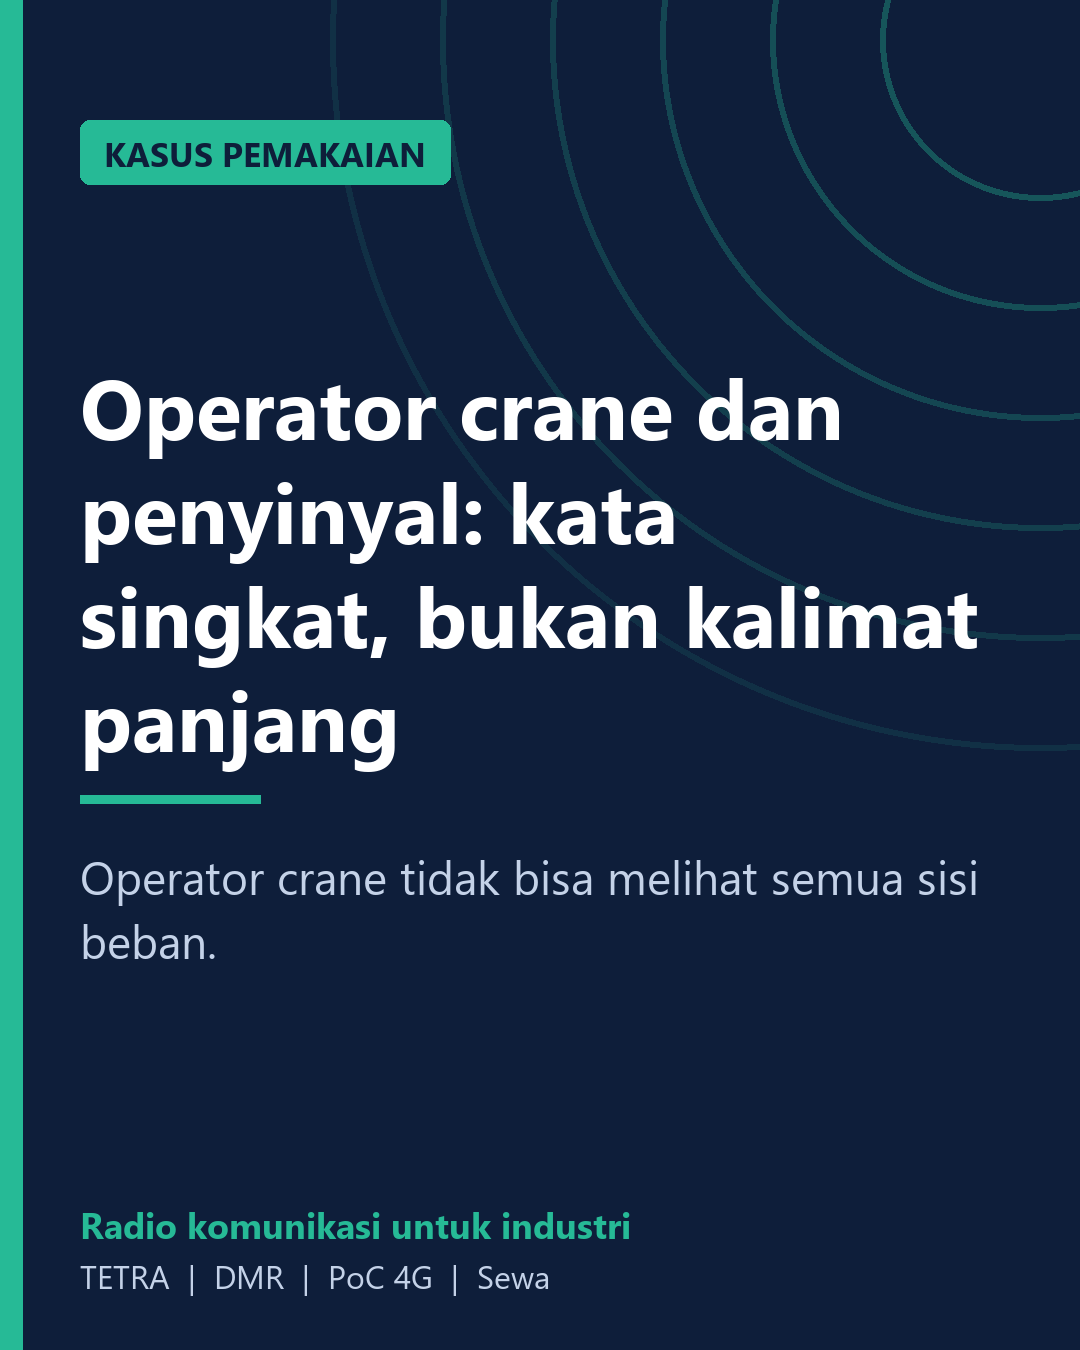 KASUS PEMAKAIAN
Operator crane dan
penyinyal: kata
singkat, bukan kalimat
panjang
Operator crane tidak bisa melihat semua sisi
beban.
Radio komunikasi untuk industri
TETRA | DMR | PoC 4G | Sewa